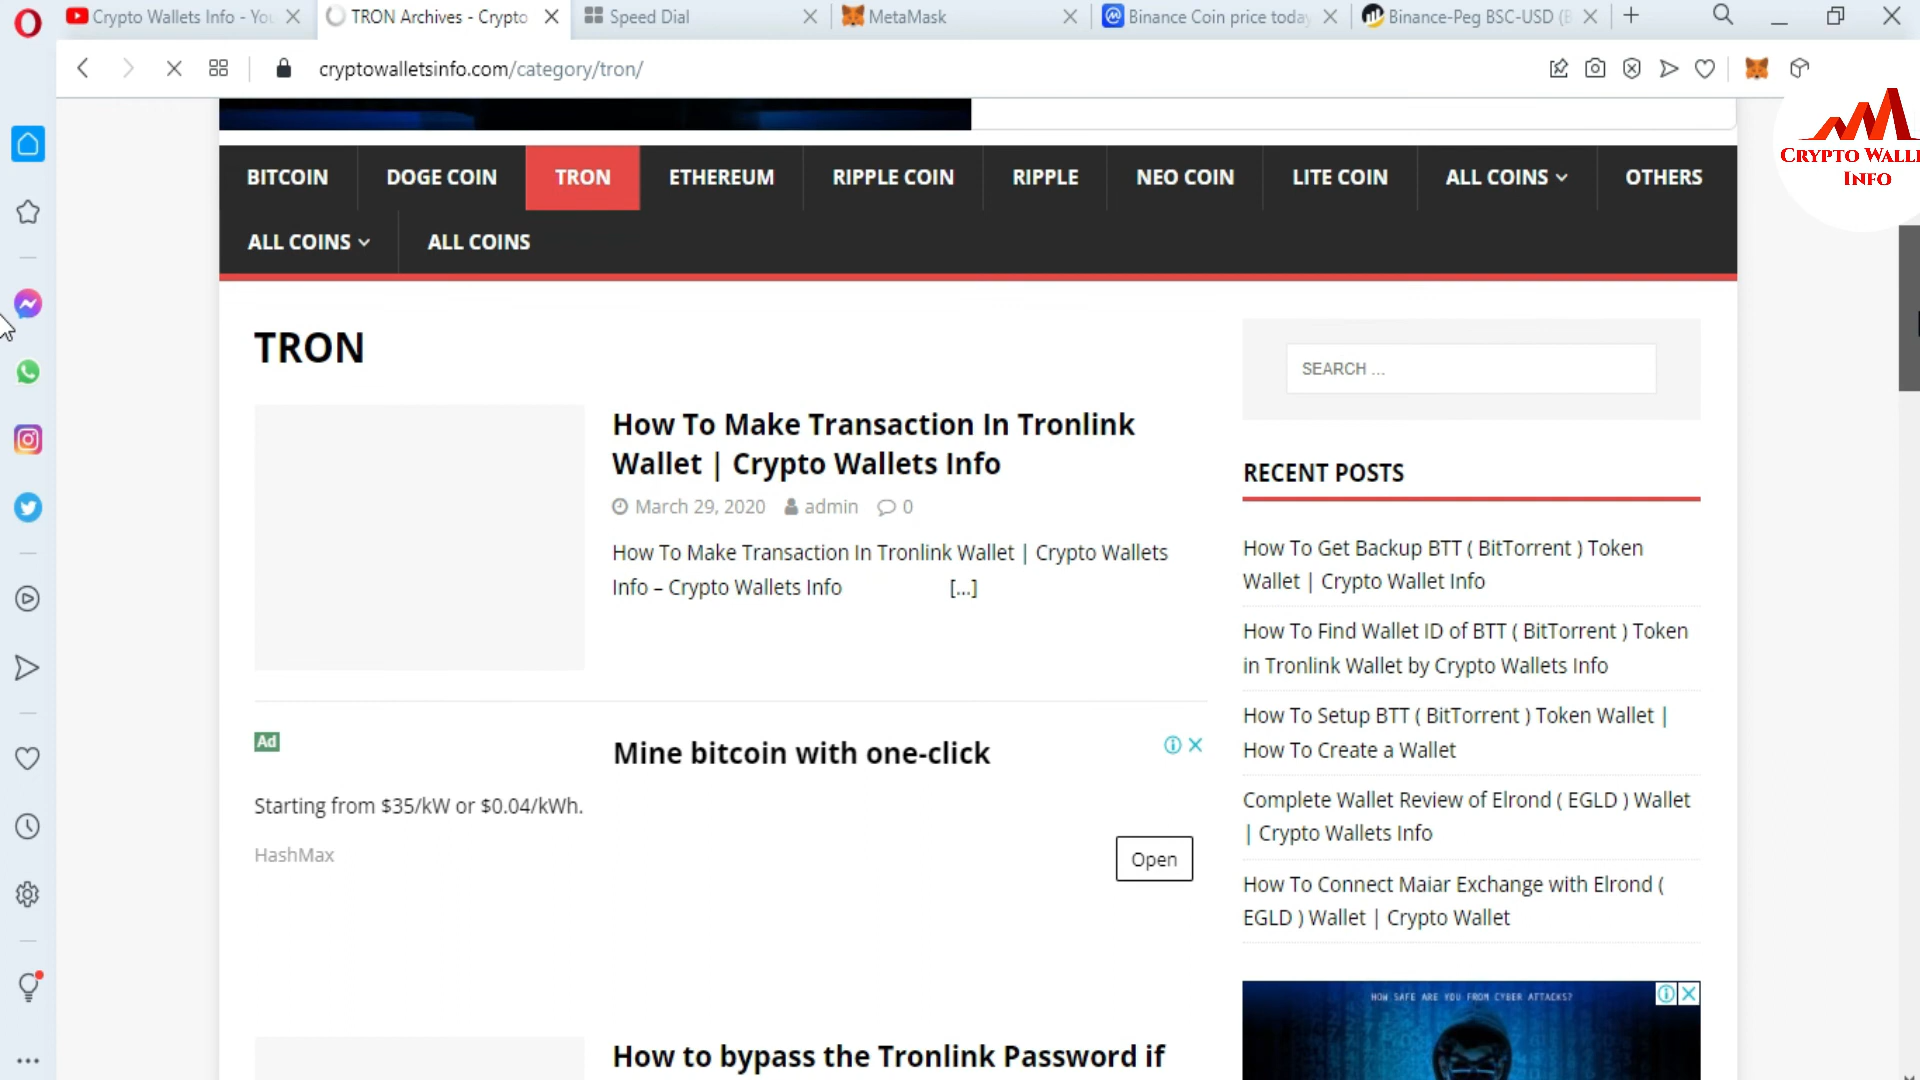 Crypto Wallets Info - You
TRON Archives - Crypto
Speed Dial
MetaMask
Binance Coin price today
Binance-Peg BSC-USD (B
cryptowalletsinfo.com/category/tron/
CRYPTO WALLE
INFO
BITCOIN
DOGE COIN
TRON
ETHEREUM
RIPPLE COIN
RIPPLE
NEO COIN
LITE COIN
ALL COINS
OTHERS
ALL COINS
ALL COINS
TRON
How To Make Transaction In Tronlink
Wallet | Crypto Wallets Info
March 29, 2020 admin 0
How To Make Transaction In Tronlink Wallet | Crypto Wallets
Info – Crypto Wallets Info [...]
Ad
Mine bitcoin with one-click
Starting from $35/kW or $0.04/kWh.
HashMax
Open
How to bypass the Tronlink Password if
SEARCH ...
RECENT POSTS
How To Get Backup BTT ( BitTorrent ) Token
Wallet | Crypto Wallet Info
How To Find Wallet ID of BTT ( BitTorrent ) Token
in Tronlink Wallet by Crypto Wallets Info
How To Setup BTT ( BitTorrent ) Token Wallet |
How To Create a Wallet
Complete Wallet Review of Elrond ( EGLD ) Wallet
| Crypto Wallets Info
How To Connect Maiar Exchange with Elrond (
EGLD ) Wallet | Crypto Wallet
HOW SAFE ARE YOU FROM CYBER ATTACKS?